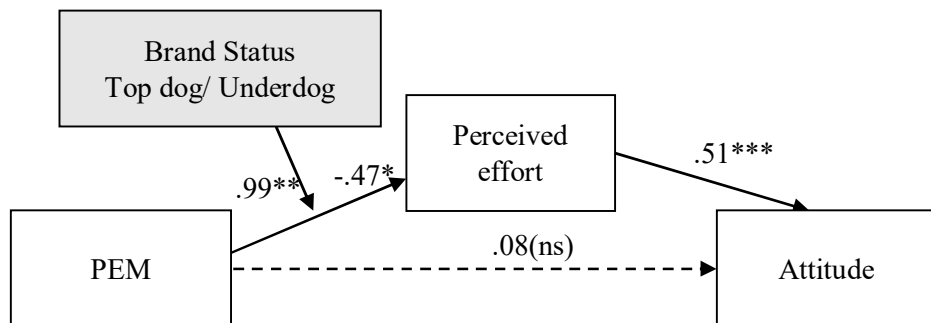 Brand Status
Top dog/ Underdog
Perceived
effort
.51***
.99**
-.47*
.08(ns)
PEM
Attitude